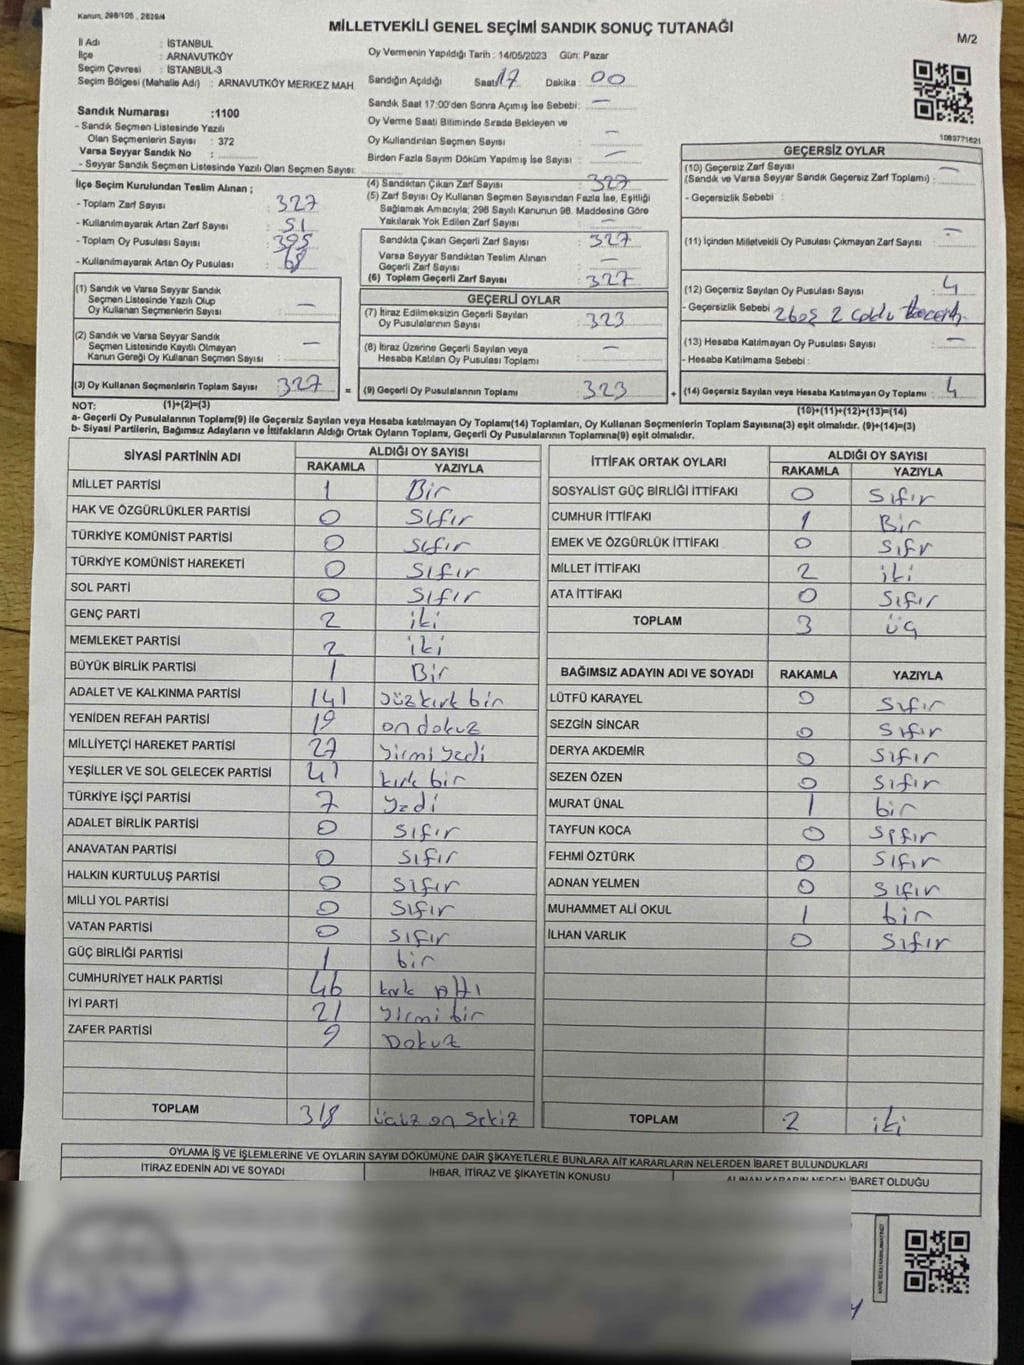 Kanun, 298/105 , 2839/4
MİLLETVEKİLİ GENEL SEÇİMİ SANDIK SONUÇ TUTANAĞI
M/2
İl Adı : İSTANBUL
İlçe : ARNAVUTKÖY
Seçim Çevresi : İSTANBUL-3
Seçim Bölgesi (Mahalle Adı) : ARNAVUTKÖY MERKEZ MAH
Oy Vermenin Yapıldığı Tarih : 14/05/2023 Gün: Pazar
Sandığın Açıldığı Saat: 17 Dakika : 00
Sandık Saat 17:00'den Sonra Açımış İse Sebebi : —
Oy Verme Saati Bitiminde Sırada Bekleyen ve
Oy Kullandırılan Seçmen Sayısı : —
Birden Fazla Sayım Döküm Yapılmış İse Sayısı : —
1083771621
Sandık Numarası :1100
- Sandık Seçmen Listesinde Yazılı
Olan Seçmenlerin Sayısı : 372
Varsa Seyyar Sandık No :
- Seyyar Sandık Seçmen Listesinde Yazılı Olan Seçmen Sayısı:
İlçe Seçim Kurulundan Teslim Alınan ;
- Toplam Zarf Sayısı : 327
- Kullanılmayarak Artan Zarf Sayısı : 51
- Toplam Oy Pusulası Sayısı : 395
- Kullanılmayarak Artan Oy Pusulası : 68
(1) Sandık ve Varsa Seyyar Sandık
Seçmen Listesinde Yazılı Olup
Oy Kullanan Seçmenlerin Sayısı : —
(2) Sandık ve Varsa Seyyar Sandık
Seçmen Listesinde Kayıtlı Olmayan
Kanun Gereği Oy Kullanan Seçmen Sayısı : —
(3) Oy Kullanan Seçmenlerin Toplam Sayısı : 327 =
(1)+(2)=(3)
(4) Sandıktan Çıkan Zarf Sayısı : 327
(5) Zarf Sayısı Oy Kullanan Seçmen Sayısından Fazla İse, Eşitliği
Sağlamak Amacıyla; 298 Sayılı Kanunun 98. Maddesine Göre
Yakılarak Yok Edilen Zarf Sayısı : —
Sandıkta Çıkan Geçerli Zarf Sayısı : 327
Varsa Seyyar Sandıktan Teslim Alınan
Geçerli Zarf Sayısı : —
(6) Toplam Geçerli Zarf Sayısı : 327
GEÇERLİ OYLAR
(7) İtiraz Edilmeksizin Geçerli Sayılan
Oy Pusulalarının Sayısı : 323
(8) İtiraz Üzerine Geçerli Sayılan veya
Hesaba Katılan Oy Pusulası Toplamı : —
(9) Geçerli Oy Pusulalarının Toplamı : 323 +
GEÇERSİZ OYLAR
(10) Geçersiz Zarf Sayısı : —
(Sandık ve Varsa Seyyar Sandık Geçersiz Zarf Toplamı)
- Geçersizlik Sebebi :
(11) İçinden Milletvekili Oy Pusulası Çıkmayan Zarf Sayısı : —
(12) Geçersiz Sayılan Oy Pusulası Sayısı : 4
- Geçersizlik Sebebi : 2
(13) Hesaba Katılmayan Oy Pusulası Sayısı : —
- Hesaba Katılmama Sebebi :
(14) Geçersiz Sayılan veya Hesaba Katılmayan Oy Toplamı : 4
(10)+(11)+(12)+(13)=(14)
NOT:
a- Geçerli Oy Pusulalarının Toplamı(9) ile Geçersiz Sayılan veya Hesaba katılmayan Oy Toplamı(14) Toplamları, Oy Kullanan Seçmenlerin Toplam Sayısına(3) eşit olmalıdır. (9)+(14)=(3)
b- Siyasi Partilerin, Bağımsız Adayların ve İttifakların Aldığı Ortak Oyların Toplamı, Geçerli Oy Pusulalarının Toplamına(9) eşit olmalıdır.
SİYASİ PARTİNİN ADI ALDIĞI OY SAYISI
RAKAMLA YAZIYLA
MİLLET PARTİSİ 1 Bir
HAK VE ÖZGÜRLÜKLER PARTİSİ 0 Sıfır
TÜRKİYE KOMÜNİST PARTİSİ 0 Sıfır
TÜRKİYE KOMÜNİST HAREKETİ 0 Sıfır
SOL PARTİ 0 Sıfır
GENÇ PARTİ 2 iki
MEMLEKET PARTİSİ 2 iki
BÜYÜK BİRLİK PARTİSİ 1 Bir
ADALET VE KALKINMA PARTİSİ 141 yüzkırk bir
YENİDEN REFAH PARTİSİ 19 on dokuz
MİLLİYETÇİ HAREKET PARTİSİ 27 yirmi yedi
YEŞİLLER VE SOL GELECEK PARTİSİ 41 kırk bir
TÜRKİYE İŞÇİ PARTİSİ 7 yedi
ADALET BİRLİK PARTİSİ 0 Sıfır
ANAVATAN PARTİSİ 0 Sıfır
HALKIN KURTULUŞ PARTİSİ 0 Sıfır
MİLLİ YOL PARTİSİ 0 Sıfır
VATAN PARTİSİ 0 Sıfır
GÜÇ BİRLİĞİ PARTİSİ 1 bir
CUMHURİYET HALK PARTİSİ 46 kırk Altı
İYİ PARTİ 21 yirmi bir
ZAFER PARTİSİ 9 Dokuz
TOPLAM 318 üçyüz on sekiz
İTTİFAK ORTAK OYLARI ALDIĞI OY SAYISI
RAKAMLA YAZIYLA
SOSYALİST GÜÇ BİRLİĞİ İTTİFAKI 0 Sıfır
CUMHUR İTTİFAKI 1 Bir
EMEK VE ÖZGÜRLÜK İTTİFAKI 0 Sıfr
MİLLET İTTİFAKI 2 iki
ATA İTTİFAKI 0 Sıfır
TOPLAM 3 üç
BAĞIMSIZ ADAYIN ADI VE SOYADI RAKAMLA YAZIYLA
LÜTFÜ KARAYEL 0 Sıfır
SEZGİN SİNCAR 0 Sıfır
DERYA AKDEMİR 0 Sıfır
SEZEN ÖZEN 0 Sıfır
MURAT ÜNAL 1 bir
TAYFUN KOCA 0 Sıfır
FEHMİ ÖZTÜRK 0 Sıfır
ADNAN YELMEN 0 Sıfır
MUHAMMET ALİ OKUL 1 bir
İLHAN VARLIK 0 Sıfır
TOPLAM 2 iki
OYLAMA İŞ VE İŞLEMLERİNE VE OYLARIN SAYIM DÖKÜMÜNE DAİR ŞİKAYETLERLE BUNLARA AİT KARARLARIN NELERDEN İBARET BULUNDUKLARI
İTİRAZ EDENİN ADI VE SOYADI İHBAR, İTİRAZ VE ŞİKAYETİN KONUSU ALINAN KARARIN NEDEN İBARET OLDUĞU